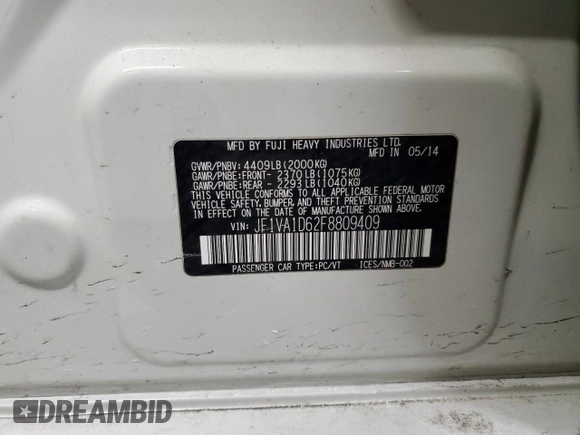 MFD BY FUJI HEAVY INDUSTRIES LTD.
MFD IN 05/14
GVWR/PNBV: 4409LB(2000KG)
GAWR/PNBE:FRONT- 2370LB(1075KG)
GAWR/PNBE:REAR - 2293LB(1040KG)
THIS VEHICLE CONFORMS TO ALL APPLICABLE FEDERAL MOTOR
VEHICLE SAFETY, BUMPER, AND THEFT PREVENTION STANDARDS
IN EFFECT ON THE DATE OF MANUFACTURE SHOWN ABOVE.
VIN: JF1VA1D62F8809409
PASSENGER CAR TYPE:PC/VT ICES/NMB-002
DREAMBID